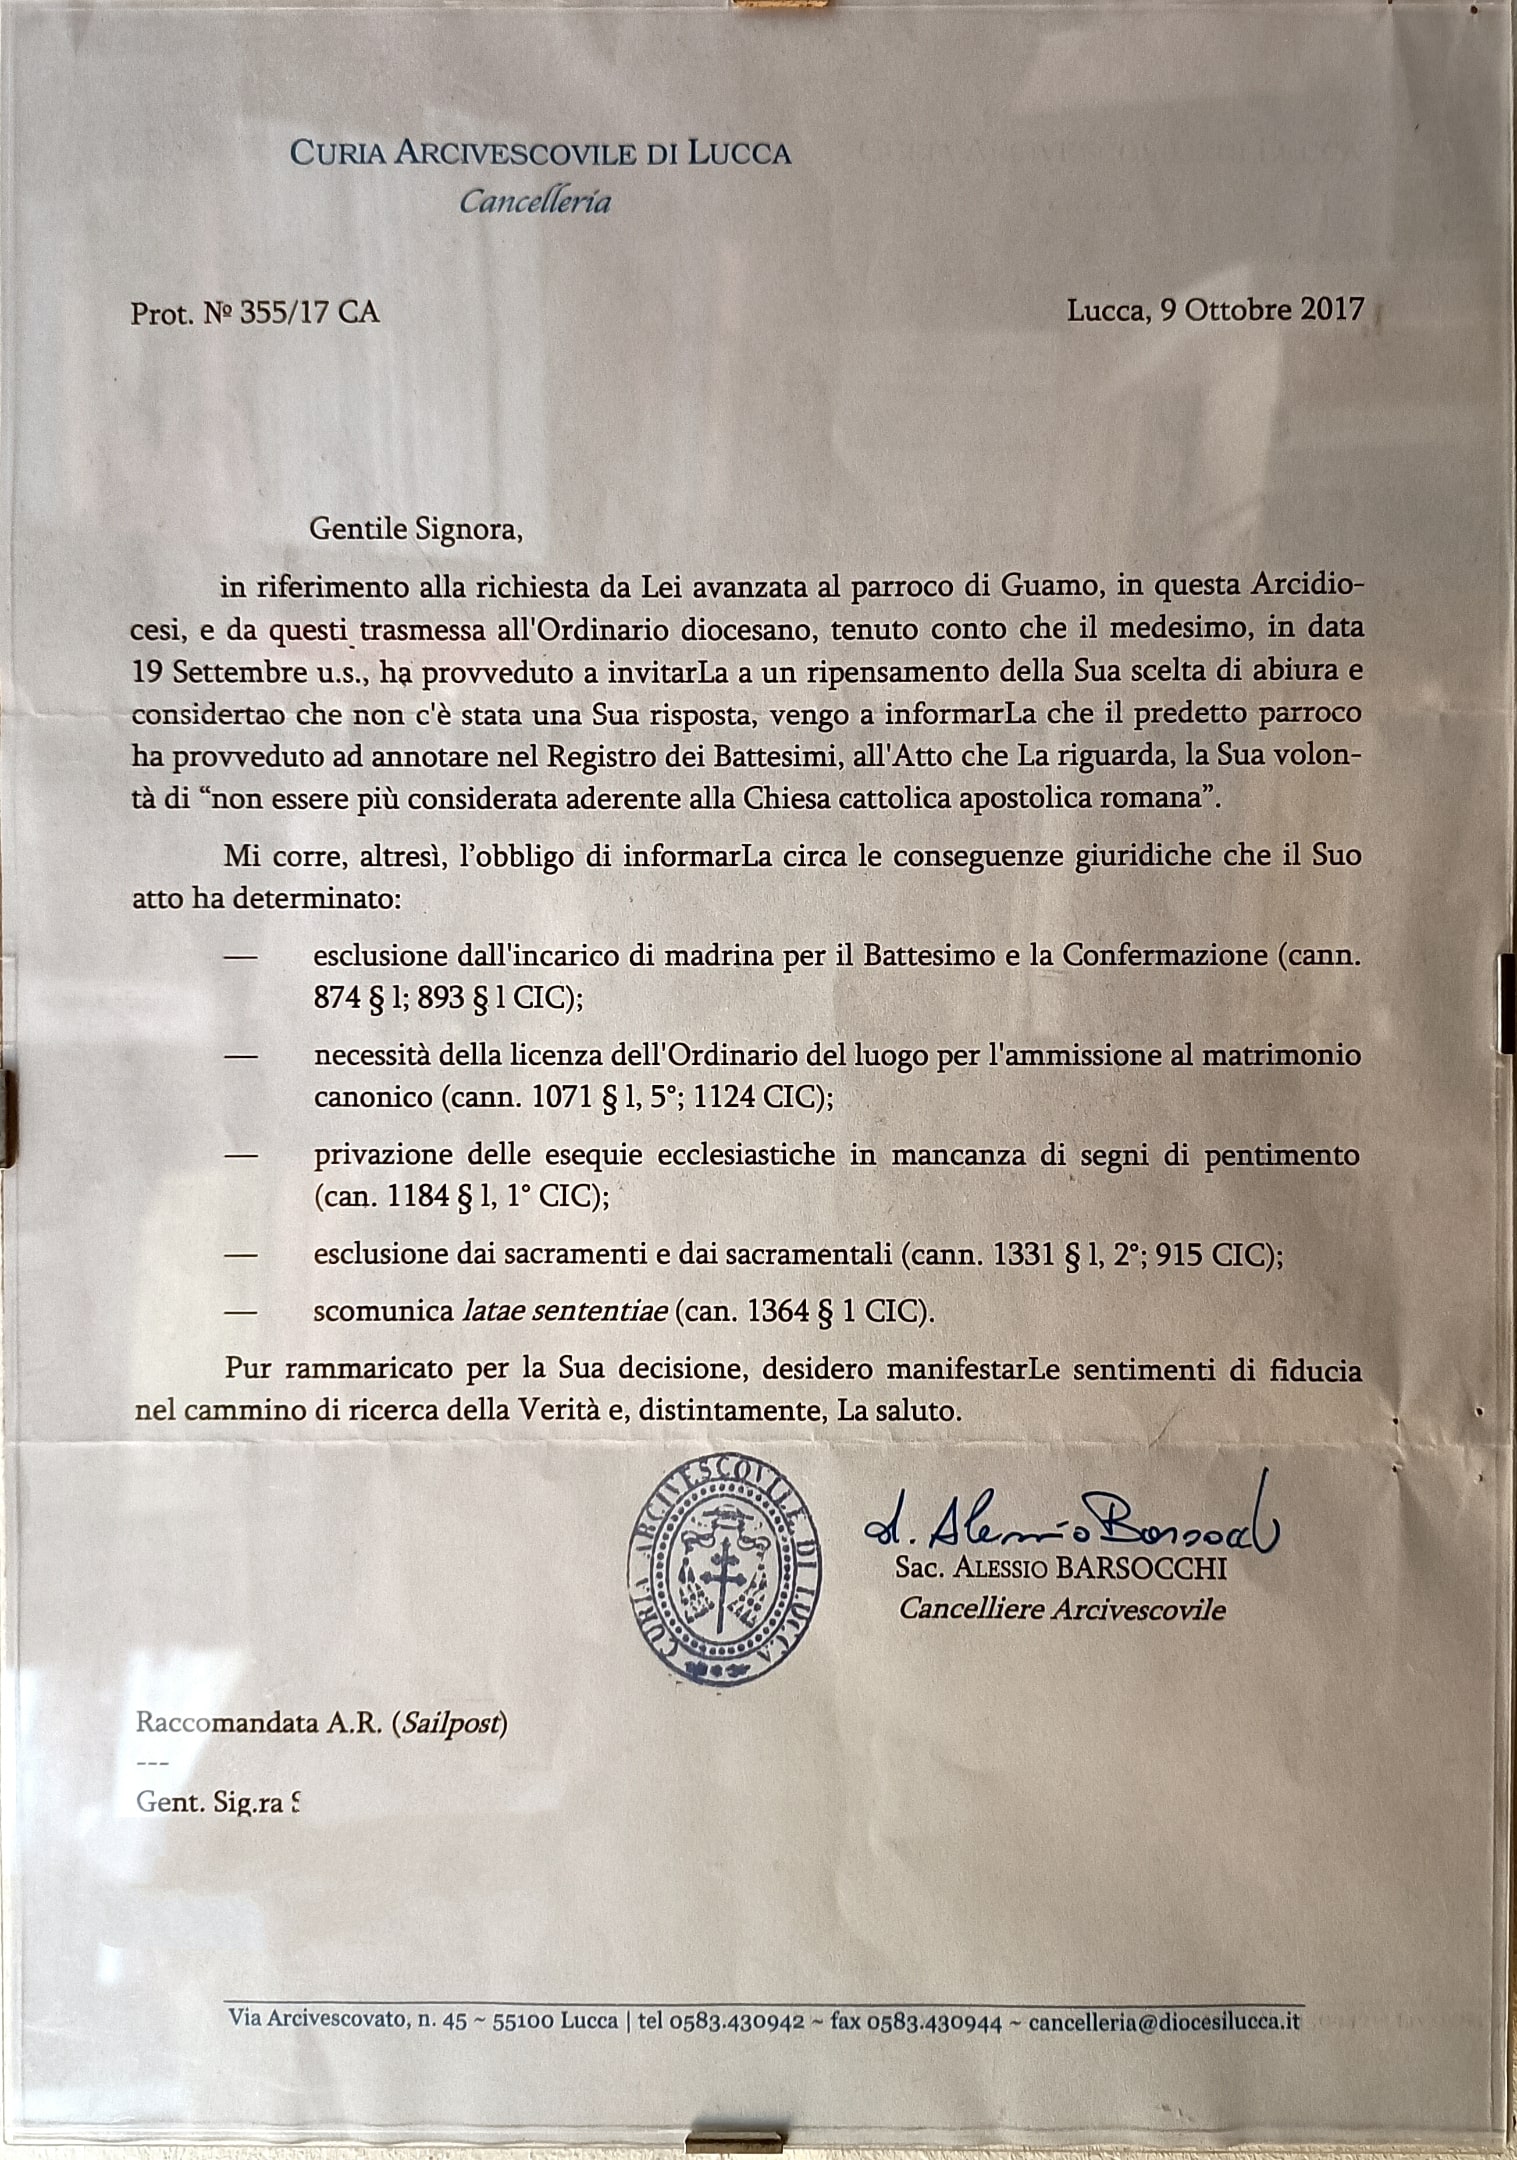 CURIA ARCIVESCOVILE DI LUCCA
Cancelleria
Prot. Nº 355/17 CA
Lucca, 9 Ottobre 2017
Gentile Signora,
in riferimento alla richiesta da Lei avanzata al parroco di Guamo, in questa Arcidio-
cesi, e da questi trasmessa all'Ordinario diocesano, tenuto conto che il medesimo, in data
19 Settembre u.s., ha provveduto a invitarLa a un ripensamento della Sua scelta di abiura e
considertao che non c'è stata una Sua risposta, vengo a informarLa che il predetto parroco
ha provveduto ad annotare nel Registro dei Battesimi, all'Atto che La riguarda, la Sua volon-
tà di “non essere più considerata aderente alla Chiesa cattolica apostolica romana”.
Mi corre, altresì, l’obbligo di informarLa circa le conseguenze giuridiche che il Suo
atto ha determinato:
— esclusione dall'incarico di madrina per il Battesimo e la Confermazione (cann.
874 § l; 893 § l CIC);
— necessità della licenza dell'Ordinario del luogo per l'ammissione al matrimonio
canonico (cann. 1071 § l, 5°; 1124 CIC);
— privazione delle esequie ecclesiastiche in mancanza di segni di pentimento
(can. 1184 § l, 1° CIC);
— esclusione dai sacramenti e dai sacramentali (cann. 1331 § l, 2°; 915 CIC);
— scomunica latae sententiae (can. 1364 § 1 CIC).
Pur rammaricato per la Sua decisione, desidero manifestarLe sentimenti di fiducia
nel cammino di ricerca della Verità e, distintamente, La saluto.
CURIA ARCIVESCOVILE DI LUCCA
d. Alessio Barsocchi
Sac. ALESSIO BARSOCCHI
Cancelliere Arcivescovile
Raccomandata A.R. (Sailpost)
---
Gent. Sig.ra
Via Arcivescovato, n. 45 ~ 55100 Lucca | tel 0583.430942 ~ fax 0583.430944 ~ cancelleria@diocesilucca.it